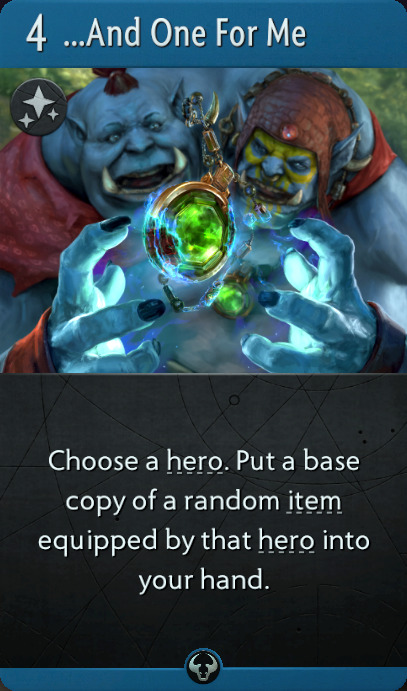 4 ...And One For Me
Choose a hero. Put a base
copy of a random item
equipped by that hero into
your hand.